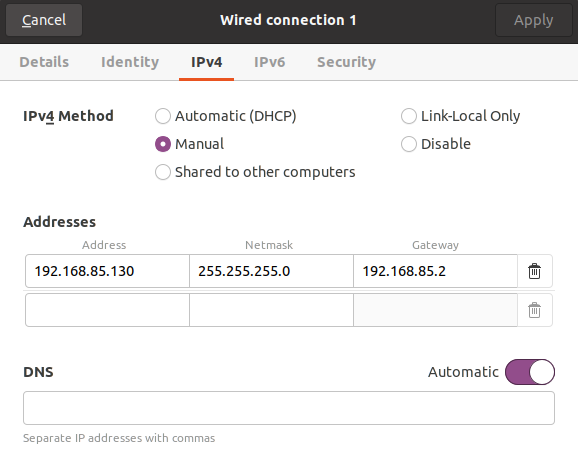 Cancel Wired connection 1 Apply
Details Identity IPv4 IPv6 Security
IPv4 Method Automatic (DHCP) Link-Local Only
Manual Disable
Shared to other computers
Addresses
Address Netmask Gateway
192.168.85.130 255.255.255.0 192.168.85.2
DNS Automatic
Separate IP addresses with commas